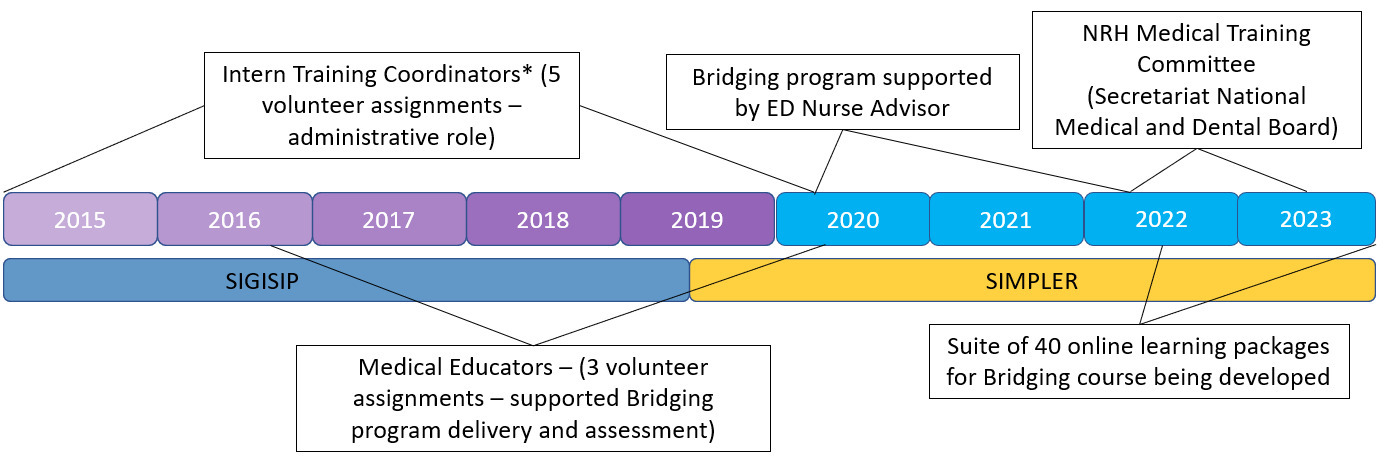 NRH Medical Training
Committee
(Secretariat National
Medical and Dental Board)
Intern Training Coordinators* (5
volunteer assignments –
administrative role)
Bridging program supported
by ED Nurse Advisor
2015
2016
2017
2018
2019
2020
2021
2022
2023
SIGISIP
SIMPLER
Medical Educators – (3 volunteer
assignments – supported Bridging
program delivery and assessment)
Suite of 40 online learning packages
for Bridging course being developed